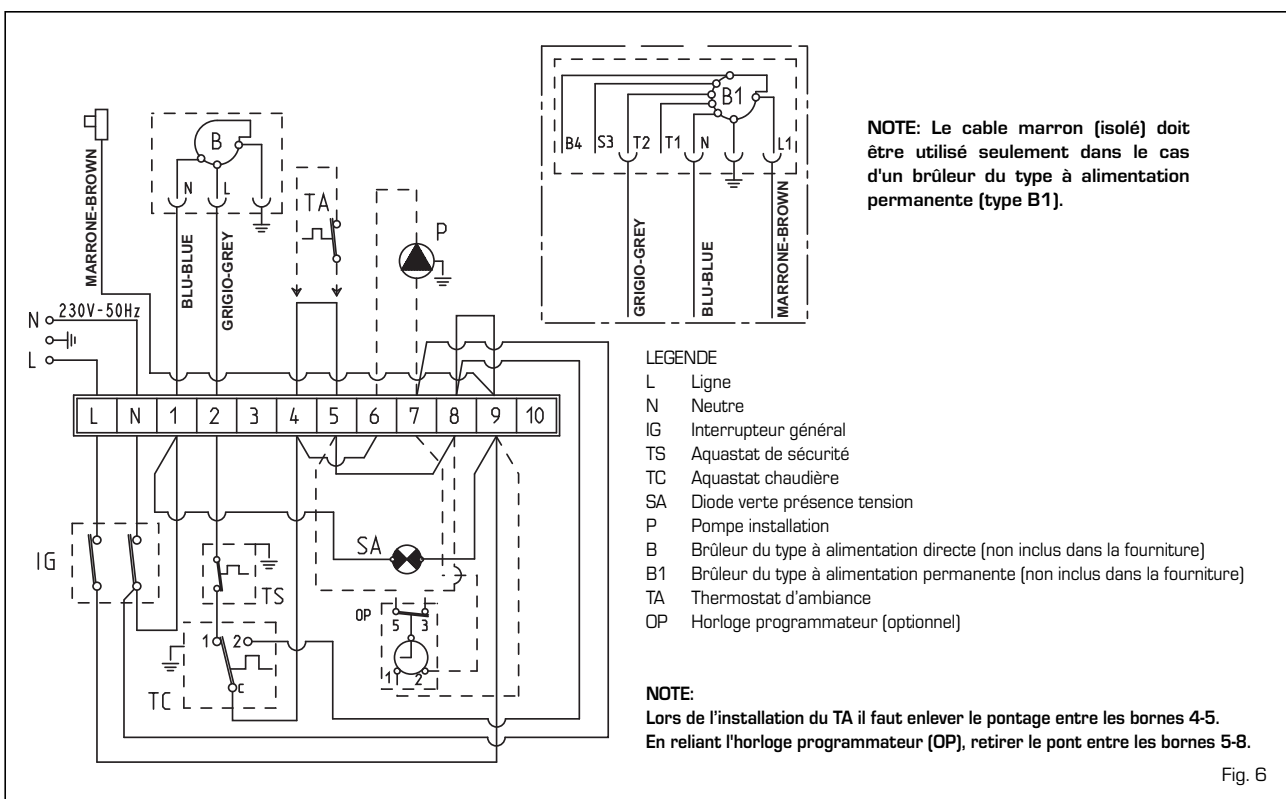 MARRONE-BROWN
B
N L
BLU-BLUE
GRIGIO-GREY
TA
P
B1
B4 S3 T2 T1 N L1
GRIGIO-GREY
BLU-BLUE
MARRONE-BROWN
NOTE: Le cable marron (isolé) doit
être utilisé seulement dans le cas
d'un brûleur du type à alimentation
permanente (type B1).
N 230V-50Hz
L
L N 1 2 3 4 5 6 7 8 9 10
IG
TS
SA
OP
5 3
1 2
1 2
C
TC
LEGENDE
L Ligne
N Neutre
IG Interrupteur général
TS Aquastat de sécurité
TC Aquastat chaudière
SA Diode verte présence tension
P Pompe installation
B Brûleur du type à alimentation directe (non inclus dans la fourniture)
B1 Brûleur du type à alimentation permanente (non inclus dans la fourniture)
TA Thermostat d'ambiance
OP Horloge programmateur (optionnel)
NOTE:
Lors de l'installation du TA il faut enlever le pontage entre les bornes 4-5.
En reliant l'horloge programmateur (OP), retirer le pont entre les bornes 5-8.
Fig. 6